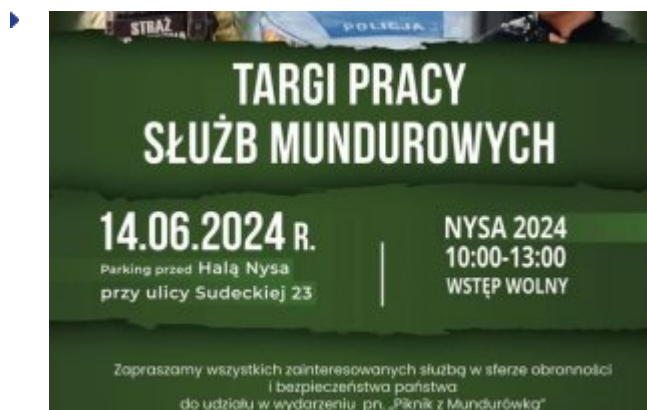 STRAŻ
POLICJA
TARGI PRACY
SŁUŻB MUNDUROWYCH
14.06.2024 R.
Parking przed Halą Nysa
przy ulicy Sudeckiej 23
NYSA 2024
10:00-13:00
WSTĘP WOLNY
Zapraszamy wszystkich zainteresowanych służbą w sferze obronności
i bezpieczeństwa państwa
do udziału w wydarzeniu pn. „Piknik z Mundurówką"